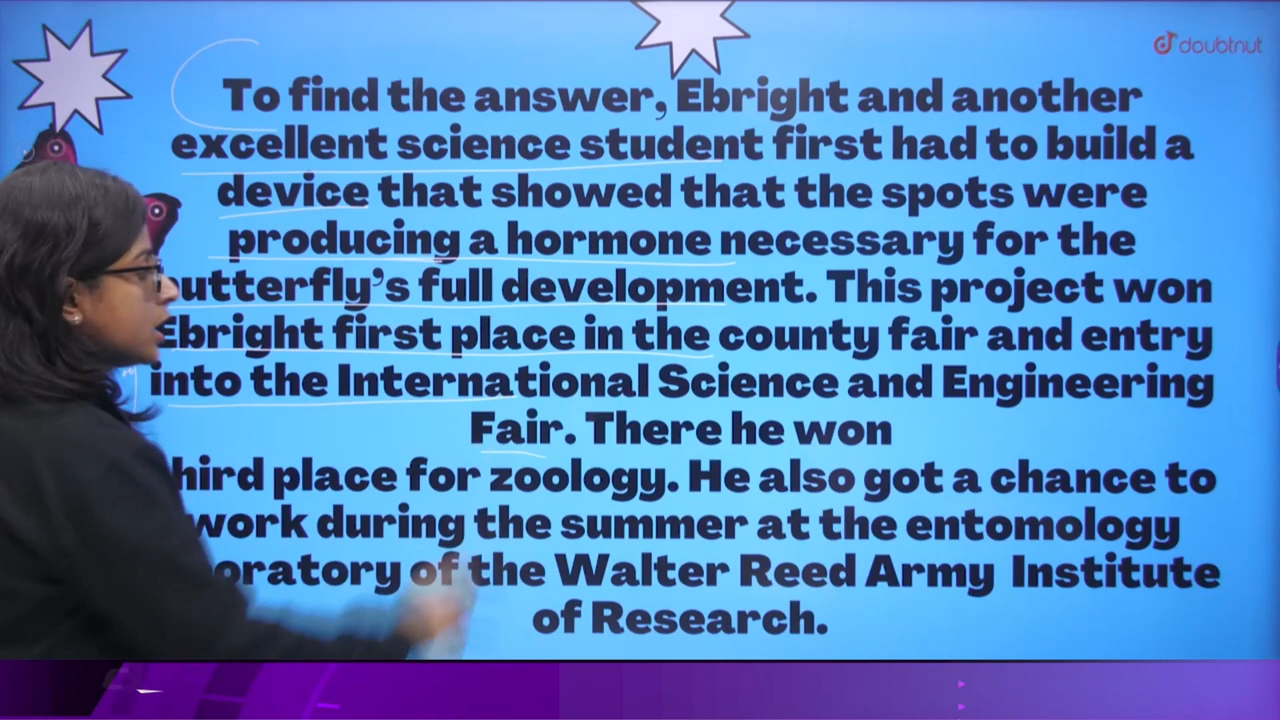 doubtnut
To find the answer, Ebright and another
excellent science student first had to build a
device that showed that the spots were
producing a hormone necessary for the
utterfly's full development. This project won
Ebright first place in the county fair and entry
into the International Science and Engineering
Fair. There he won
hird place for zoology. He also got a chance to
work during the summer at the entomology
oratory of the Walter Reed Army Institute
of Research.